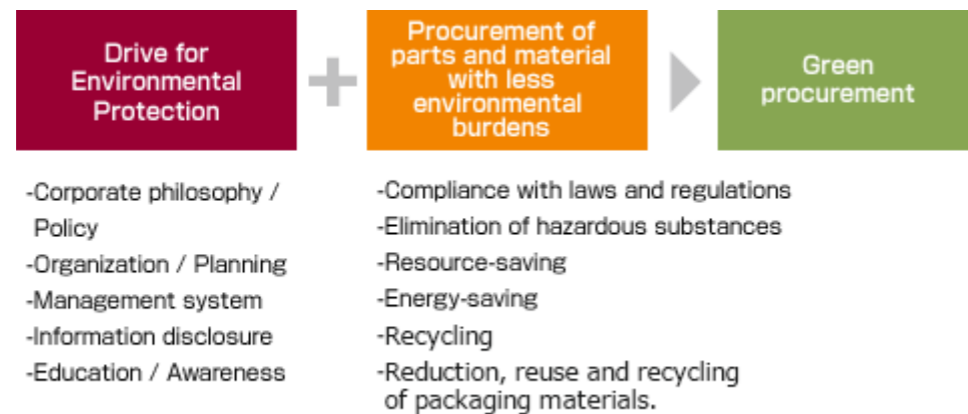 Drive for
Environmental
Protection
Procurement of
parts and material
with less
environmental
burdens
Green
procurement
-Corporate philosophy /
Policy
-Organization / Planning
-Management system
-Information disclosure
-Education / Awareness
-Compliance with laws and regulations
-Elimination of hazardous substances
-Resource-saving
-Energy-saving
-Recycling
-Reduction, reuse and recycling
of packaging materials.